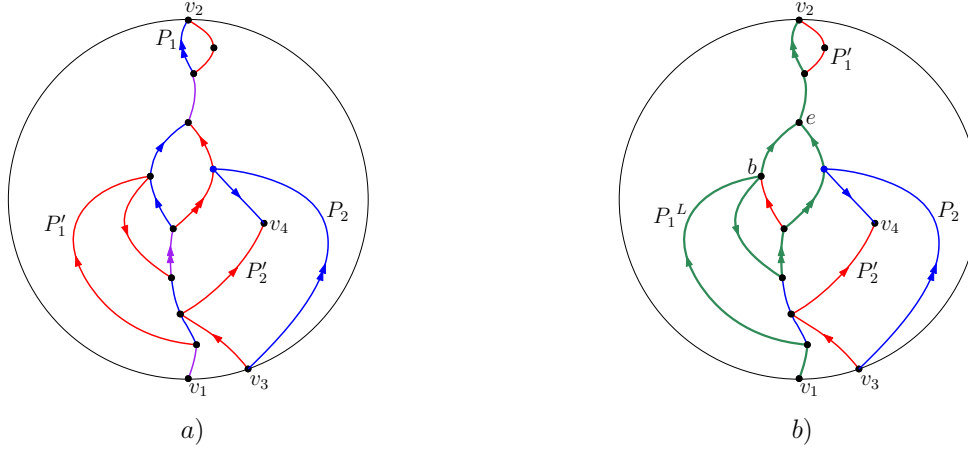 v₂
P₁
P₁′
P₂
v₄
P₂′
v₁
v₃
a)
v₂
P₁′
e
b
P₁ᴸ
P₂
v₄
P₂′
v₁
v₃
b)